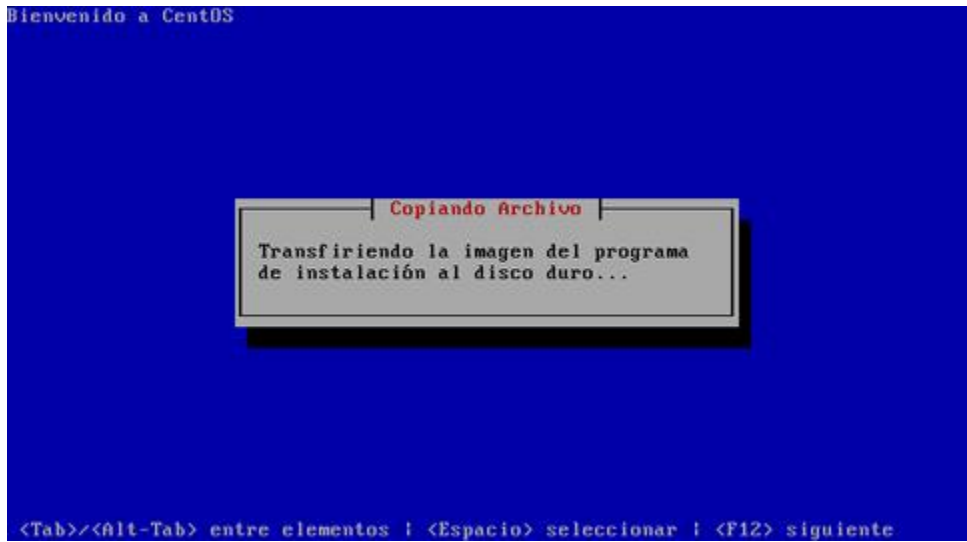 Bienvenido a CentOS
Copiando Archivo
Transfiriendo la imagen del programa
de instalación al disco duro...
<Tab>/<Alt-Tab> entre elementos | <Espacio> seleccionar | <F12> siguiente